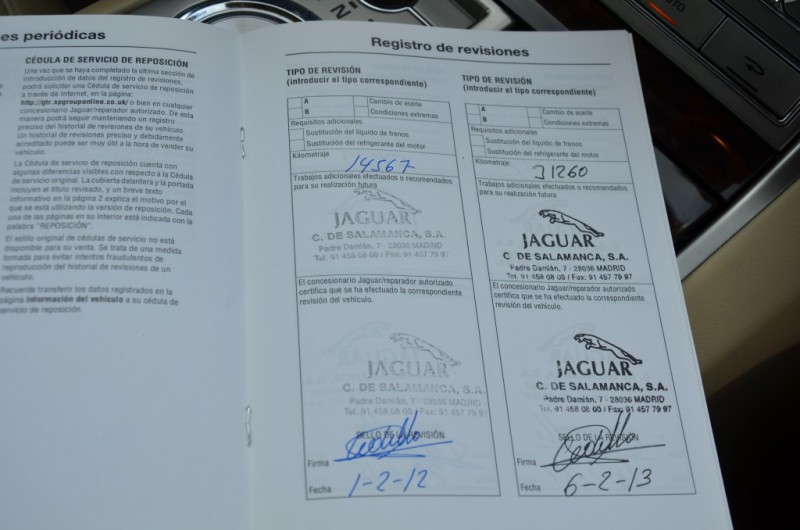 es periódicas
CÉDULA DE SERVICIO DE REPOSICIÓN
Una vez que se haya completado la última sección de
introducción de datos del registro de revisiones,
podrá solicitar una Cédula de servicio de reposición
a través de Internet, en la página:
http://gtr.xpgrouponline.co.uk/ o bien en cualquier
concesionario Jaguar/reparador autorizado. De esta
manera podrá seguir manteniendo un registro
preciso del historial de revisiones de su vehículo.
Un historial de revisiones preciso y debidamente
acreditado puede ser muy útil a la hora de vender su
vehículo.
La Cédula de servicio de reposición cuenta con
algunas diferencias visibles con respecto a la Cédula
de servicio original. La cubierta delantera y la portada
incluyen el título revisado, y un breve texto
informativo en la página 2 explica el motivo por el
que se está utilizando la versión de reposición. Cada
una de las páginas en su interior está indicada con la
palabra "REPOSICIÓN".
El estilo original de cédulas de servicio no está
disponible para su venta. Se trata de una medida
tomada para evitar intentos fraudulentos de
reproducción del historial de revisiones de un
vehículo.
Recuerde transferir los datos registrados en la
página Información del vehículo a su cédula de
servicio de reposición.
Registro de revisiones
TIPO DE REVISIÓN
(introducir el tipo correspondiente)
A
Cambio de aceite
B
Condiciones extremas
Requisitos adicionales
Sustitución del líquido de frenos
Sustitución del refrigerante del motor
Kilometraje
14567
Trabajos adicionales efectuados o recomendados
para su realización futura
JAGUAR
C. DE SALAMANCA, S.A.
Padre Damián, 7 - 28036 MADRID
Tel. 91 458 08 00 / Fax: 91 457 79 97
El concesionario Jaguar/reparador autorizado
certifica que se ha efectuado la correspondiente
revisión del vehículo.
JAGUAR
C. DE SALAMANCA, S.A.
Padre Damián, 7 - 28036 MADRID
Tel. 91 458 08 00 / Fax: 91 457 79 97
SELLO DE LA REVISIÓN
Firma
Fecha
1-2-12
TIPO DE REVISIÓN
(introducir el tipo correspondiente)
A
Cambio de aceite
B
Condiciones extremas
Requisitos adicionales
Sustitución del líquido de frenos
Sustitución del refrigerante del motor
Kilometraje
31260
Trabajos adicionales efectuados o recomendados
para su realización futura
JAGUAR
C. DE SALAMANCA, S.A.
Padre Damián, 7 - 28036 MADRID
Tel. 91 458 08 00 / Fax: 91 457 79 97
El concesionario Jaguar/reparador autorizado
certifica que se ha efectuado la correspondiente
revisión del vehículo.
JAGUAR
C. DE SALAMANCA, S.A.
Padre Damián, 7 - 28036 MADRID
Tel. 91 458 08 00 / Fax: 91 457 79 97
SELLO DE LA REVISIÓN
Firma
Fecha
6-2-13